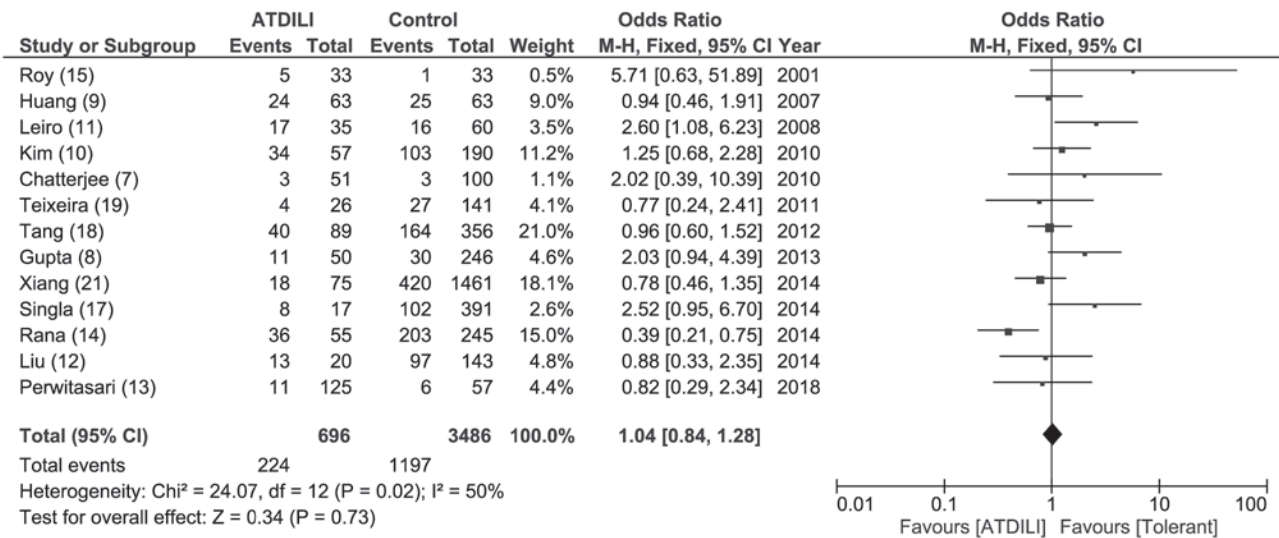 ATDILI Control Odds Ratio Odds Ratio
Study or Subgroup Events Total Events Total Weight M-H, Fixed, 95% CI Year M-H, Fixed, 95% CI
Roy (15) 5 33 1 33 0.5% 5.71 [0.63, 51.89] 2001
Huang (9) 24 63 25 63 9.0% 0.94 [0.46, 1.91] 2007
Leiro (11) 17 35 16 60 3.5% 2.60 [1.08, 6.23] 2008
Kim (10) 34 57 103 190 11.2% 1.25 [0.68, 2.28] 2010
Chatterjee (7) 3 51 3 100 1.1% 2.02 [0.39, 10.39] 2010
Teixeira (19) 4 26 27 141 4.1% 0.77 [0.24, 2.41] 2011
Tang (18) 40 89 164 356 21.0% 0.96 [0.60, 1.52] 2012
Gupta (8) 11 50 30 246 4.6% 2.03 [0.94, 4.39] 2013
Xiang (21) 18 75 420 1461 18.1% 0.78 [0.46, 1.35] 2014
Singla (17) 8 17 102 391 2.6% 2.52 [0.95, 6.70] 2014
Rana (14) 36 55 203 245 15.0% 0.39 [0.21, 0.75] 2014
Liu (12) 13 20 97 143 4.8% 0.88 [0.33, 2.35] 2014
Perwitasari (13) 11 125 6 57 4.4% 0.82 [0.29, 2.34] 2018
Total (95% CI) 696 3486 100.0% 1.04 [0.84, 1.28]
Total events 224 1197
Heterogeneity: Chi² = 24.07, df = 12 (P = 0.02); I² = 50%
Test for overall effect: Z = 0.34 (P = 0.73)
0.01 0.1 1 10 100
Favours [ATDILI] Favours [Tolerant]